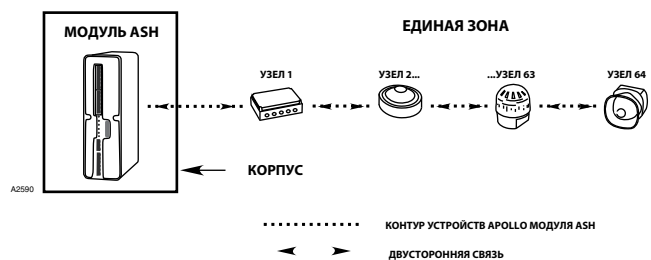 МОДУЛЬ ASH
ЕДИНАЯ ЗОНА
УЗЕЛ 1
УЗЕЛ 2...
...УЗЕЛ 63
УЗЕЛ 64
КОРПУС
A2590
КОНТУР УСТРОЙСТВ APOLLO МОДУЛЯ ASH
ДВУСТОРОННЯЯ СВЯЗЬ